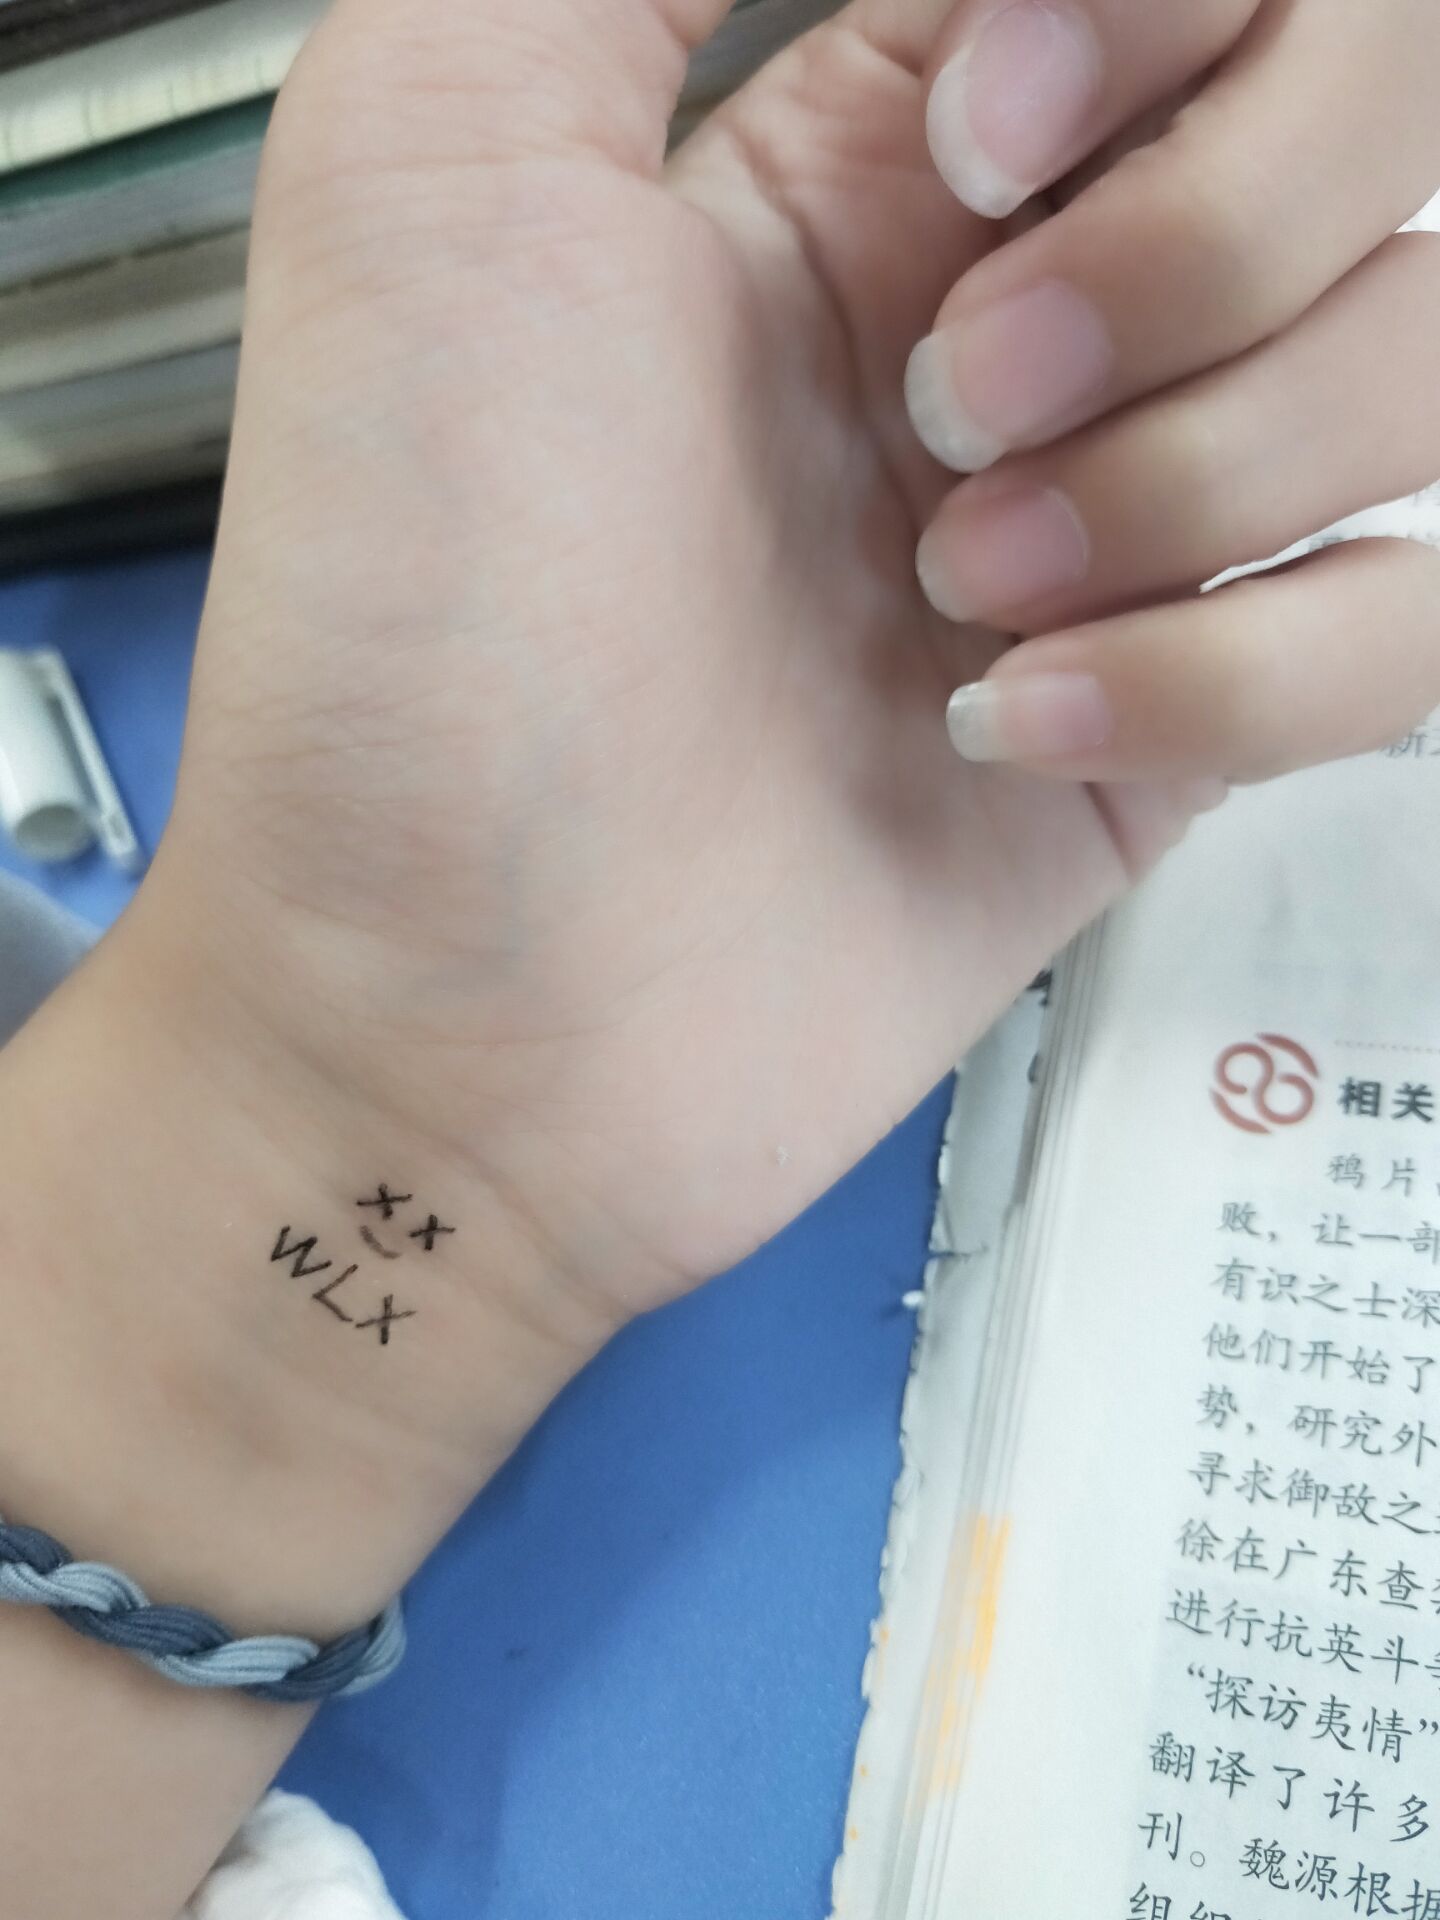 WLX
新
相关
鸦片
败，让一部
有识之士深
他们开始了
势，研究外
寻求御敌之
徐在广东查
进行抗英斗
“探访夷情”
翻译了许多
刊。魏源根据
组织